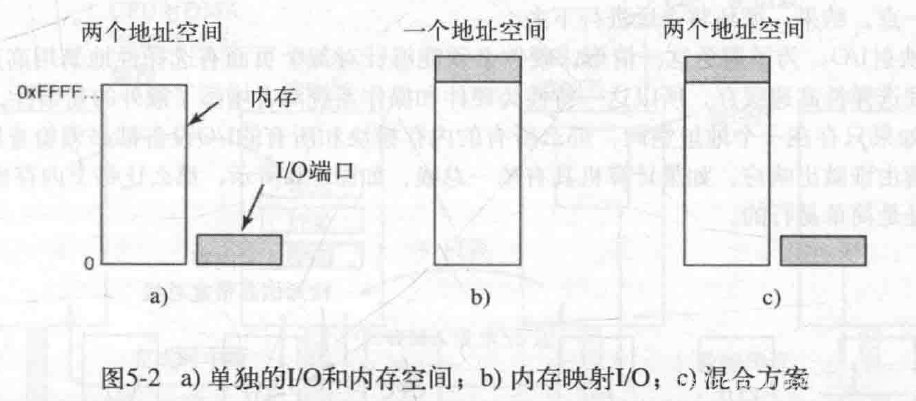 两个地址空间
一个地址空间
两个地址空间
0xFFFF…
内存
I/O端口
0
a)
b)
c)
图5-2 a) 单独的I/O和内存空间；b) 内存映射I/O；c) 混合方案